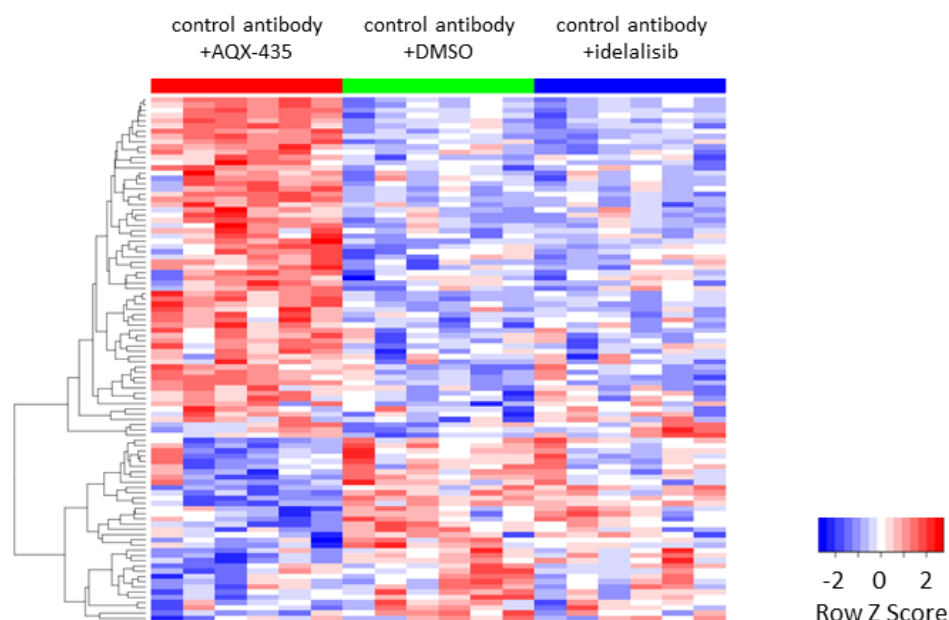 control antibody
+AQX-435
control antibody
+DMSO
control antibody
+idelalisib
-2 0 2
Row Z Score